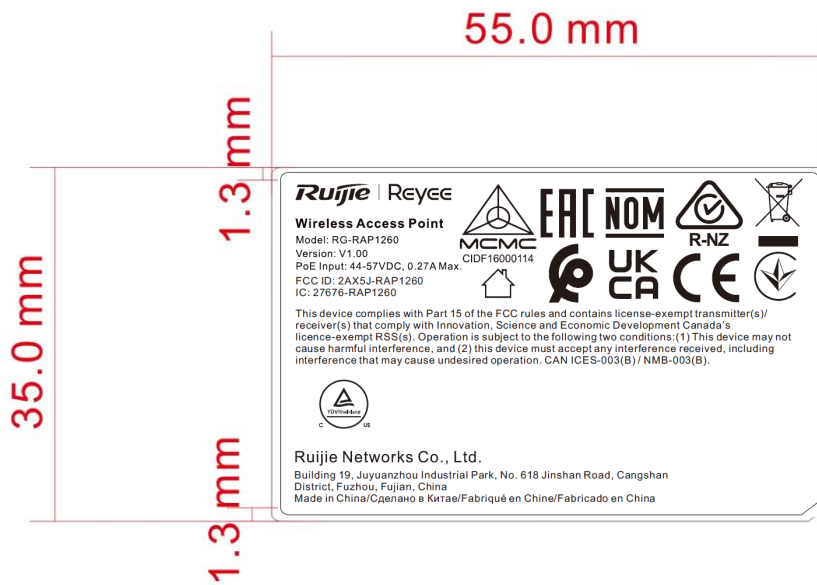 55.0 mm
1.3 mm
35.0 mm
1.3 mm
Ruijie | Reyee
Wireless Access Point
Model: RG-RAP1260
Version: V1.00
PoE Input: 44-57VDC, 0.27A Max.
FCC ID: 2AX5J-RAP1260
IC: 27676-RAP1260
MCMC
CIDF16000114
EAC
NOM
R-NZ
UK
CA
CE
This device complies with Part 15 of the FCC rules and contains license-exempt transmitter(s)/
receiver(s) that comply with Innovation, Science and Economic Development Canada's
licence-exempt RSS(s). Operation is subject to the following two conditions:(1) This device may not
cause harmful interference, and (2) this device must accept any interference received, including
interference that may cause undesired operation. CAN ICES-003(B) / NMB-003(B).
TÜVRheinland
C US
Ruijie Networks Co., Ltd.
Building 19, Juyuanzhou Industrial Park, No. 618 Jinshan Road, Cangshan
District, Fuzhou, Fujian, China
Made in China/Сделано в Китае/Fabriqué en Chine/Fabricado en China